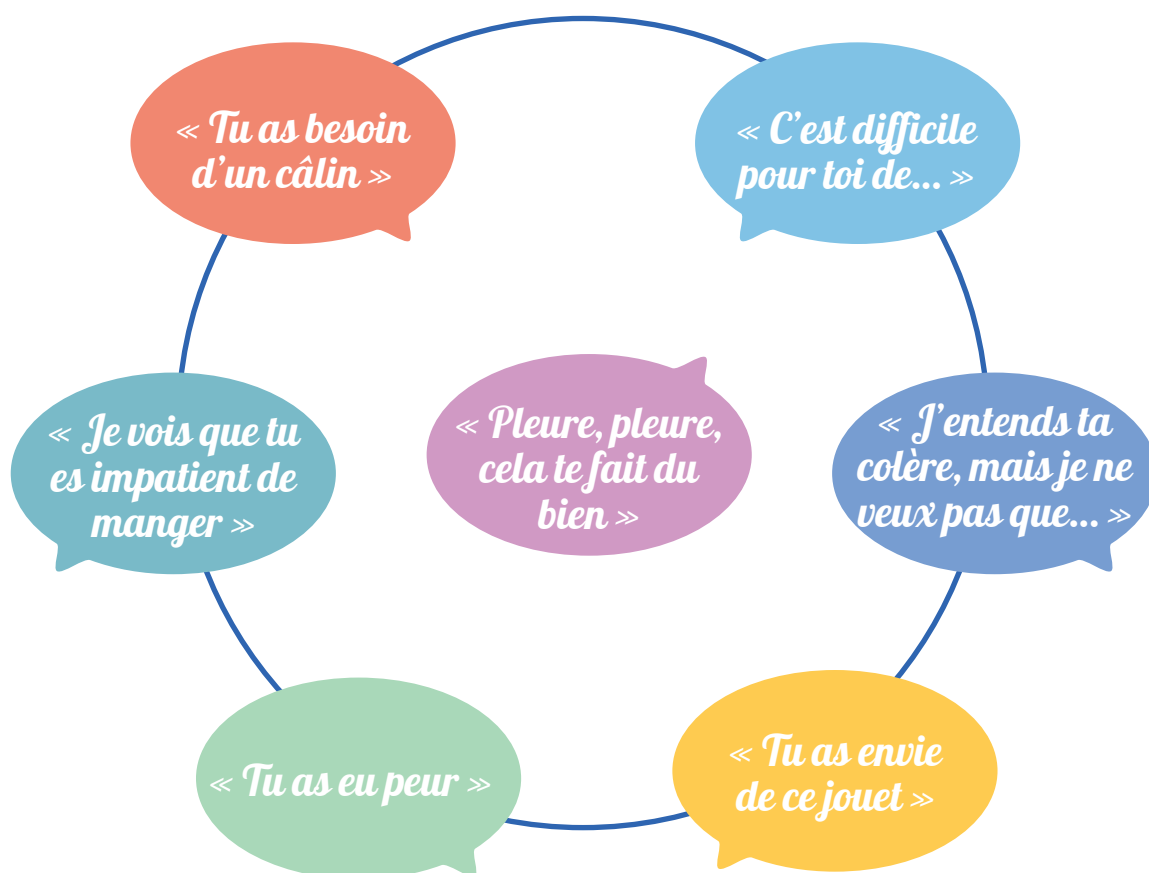 « Tu as besoin
d’un câlin »
« C’est difficile
pour toi de... »
« Je vois que tu
es impatient de
manger »
« Pleure, pleure,
cela te fait du
bien »
« J’entends ta
colère, mais je ne
veux pas que... »
« Tu as eu peur »
« Tu as envie
de ce jouet »